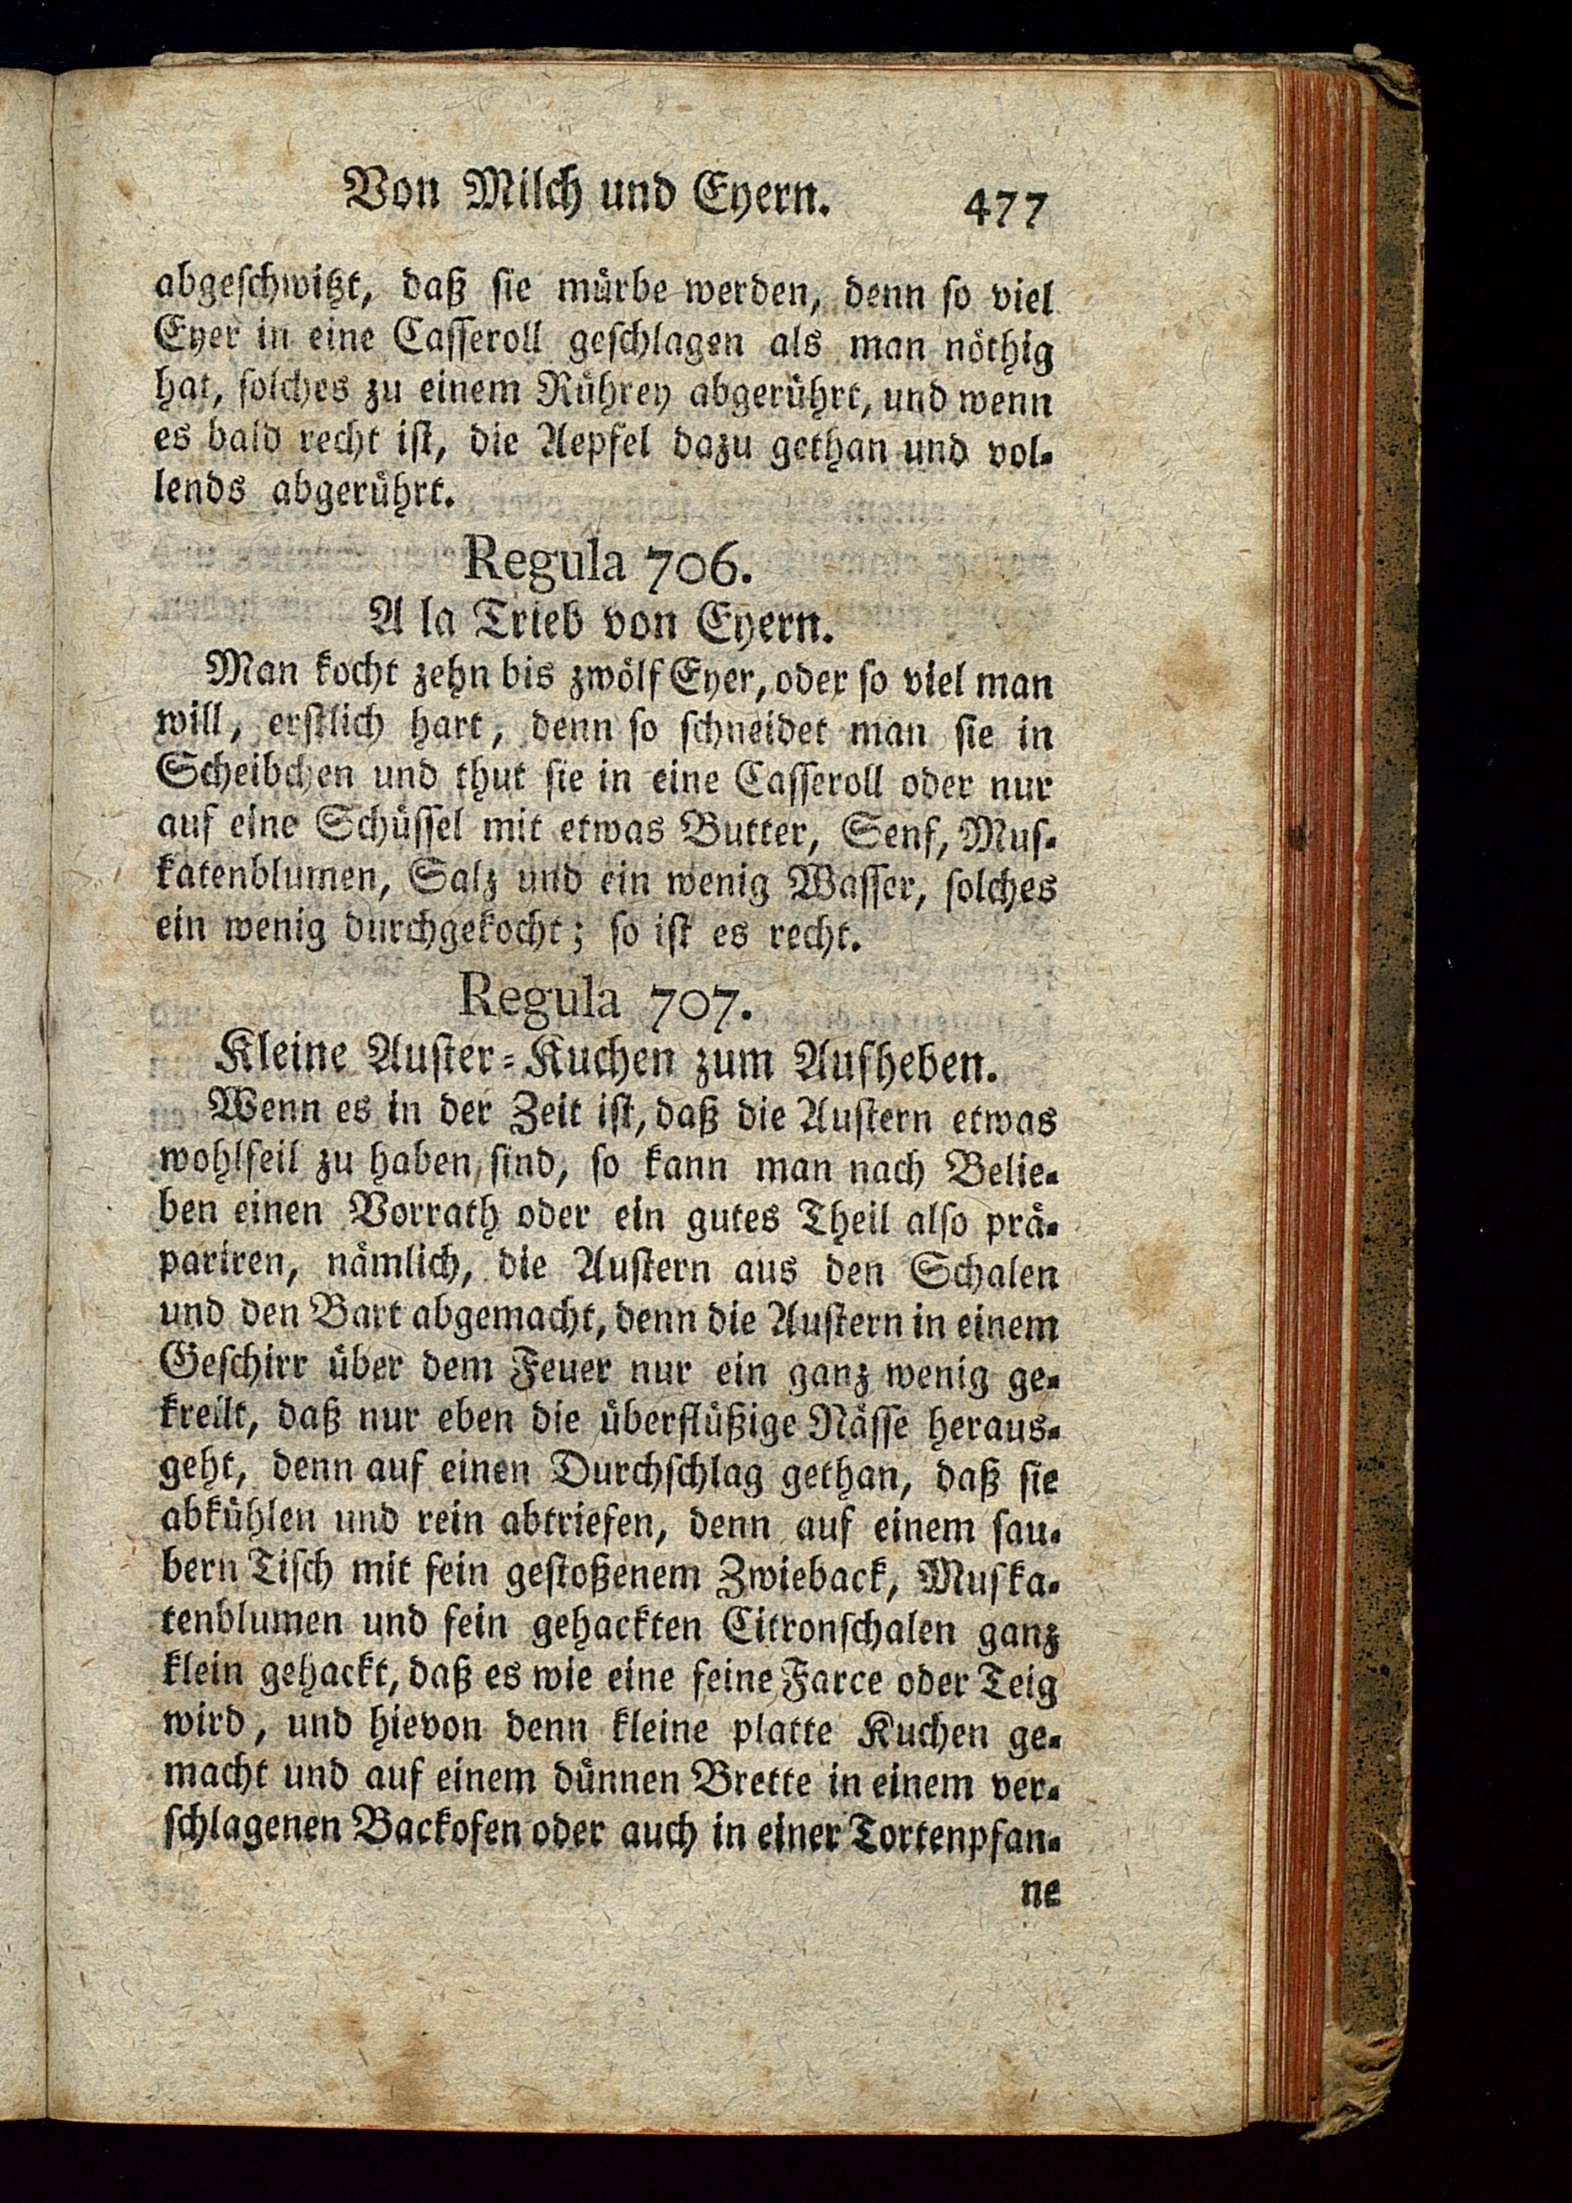 Von Milch und Eyern. 477
abgeschwitzt, daß sie mürbe werden, denn so viel
Eyer in eine Casseroll geschlagen als man nöthig
hat, solches zu einem Rührey abgerührt, und wenn
es bald recht ist, die Aepfel dazu gethan und vol-
lends abgerührt.
Regula 706.
A la Trieb von Eyern.
Man kocht zehn bis zwölf Eyer, oder so viel man
will, erstlich hart, denn so schneidet man sie in
Scheibchen und thut sie in eine Casseroll oder nur
auf eine Schüssel mit etwas Butter, Senf, Mus-
katenblumen, Salz und ein wenig Wasser, solches
ein wenig durchgekocht; so ist es recht.
Regula 707.
Kleine Auster-Kuchen zum Aufheben.
Wenn es in der Zeit ist, daß die Austern etwas
wohlfeil zu haben sind, so kann man nach Belie-
ben einen Vorrath oder ein gutes Theil also prä-
pariren, nämlich, die Austern aus den Schalen
und den Bart abgemacht, denn die Austern in einem
Geschirr über dem Feuer nur ein ganz wenig ge-
kreilt, daß nur eben die überflüßige Nässe heraus-
geht, denn auf einen Durchschlag gethan, daß sie
abkühlen und rein abtriefen, denn auf einem sau-
bern Tisch mit fein gestoßenem Zwieback, Muska-
tenblumen und fein gehackten Citronschalen ganz
klein gehackt, daß es wie eine feine Farce oder Teig
wird, und hievon denn kleine platte Kuchen ge-
macht und auf einem dünnen Brette in einem ver-
schlagenen Backofen oder auch in einer Tortenpfan-
ne